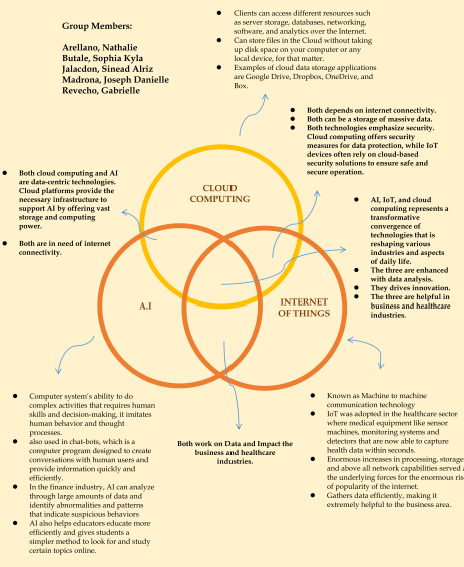 Group Members:
Arellano, Nathalie
Butale, Sophia Kyla
Jalacdon, Sinead Alriz
Madrona, Joseph Danielle
Revecho, Gabrielle
● Clients can access different resources such
as server storage, databases, networking,
software, and analytics over the Internet.
● Can store files in the Cloud without taking
up disk space on your computer or any
local device, for that matter.
● Examples of cloud data storage applications
are Google Drive, Dropbox, OneDrive, and
Box.
● Both depends on internet connectivity.
● Both can be a storage of massive data.
● Both technologies emphasize security.
Cloud computing offers security
measures for data protection, while IoT
devices often rely on cloud-based
security solutions to ensure safe and
secure operation.
● Both cloud computing and AI
are data-centric technologies.
Cloud platforms provide the
necessary infrastructure to
support AI by offering vast
storage and computing
power.
● Both are in need of internet
connectivity.
CLOUD
COMPUTING
● AI, IoT, and cloud
computing represents a
transformative
convergence of
technologies that is
reshaping various
industries and aspects
of daily life.
● The three are enhanced
with data analysis.
● They drives innovation.
● The three are helpful in
business and healthcare
industries.
A.I
INTERNET
OF THINGS
● Computer system's ability to do
complex activities that requires human
skills and decision-making, it imitates
human behavior and thought
processes.
● also used in chat-bots, which is a
computer program designed to create
conversations with human users and
provide information quickly and
efficiently.
● In the finance industry, AI can analyze
through large amounts of data and
identify abnormalities and patterns
that indicate suspicious behaviors
● AI also helps educators educate more
efficiently and gives students a
simpler method to look for and study
certain topics online.
Both work on Data and Impact the
business and healthcare
industries.
● Known as Machine to machine
communication technology
● IoT was adopted in the healthcare sector
where medical equipment like sensor
machines, monitoring systems and
detectors that are now able to capture
health data within seconds.
● Enormous increases in processing, storage
and above all network capabilities served a
the underlying forces for the enormous ris
of popularity of the internet.
● Gathers data efficiently, making it
extremely helpful to the business area.